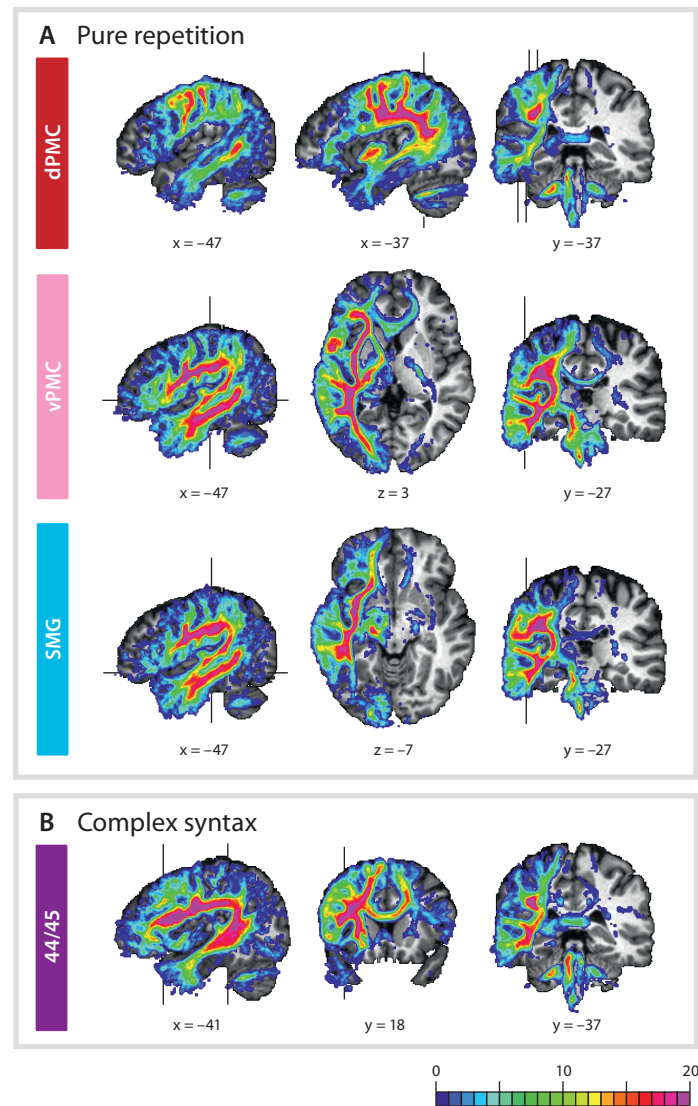 A Pure repetition
dPMC
x = –47
x = –37
y = –37
vPMC
x = –47
z = 3
y = –27
SMG
x = –47
z = –7
y = –27
B Complex syntax
44/45
x = –41
y = 18
y = –37
0
10
20